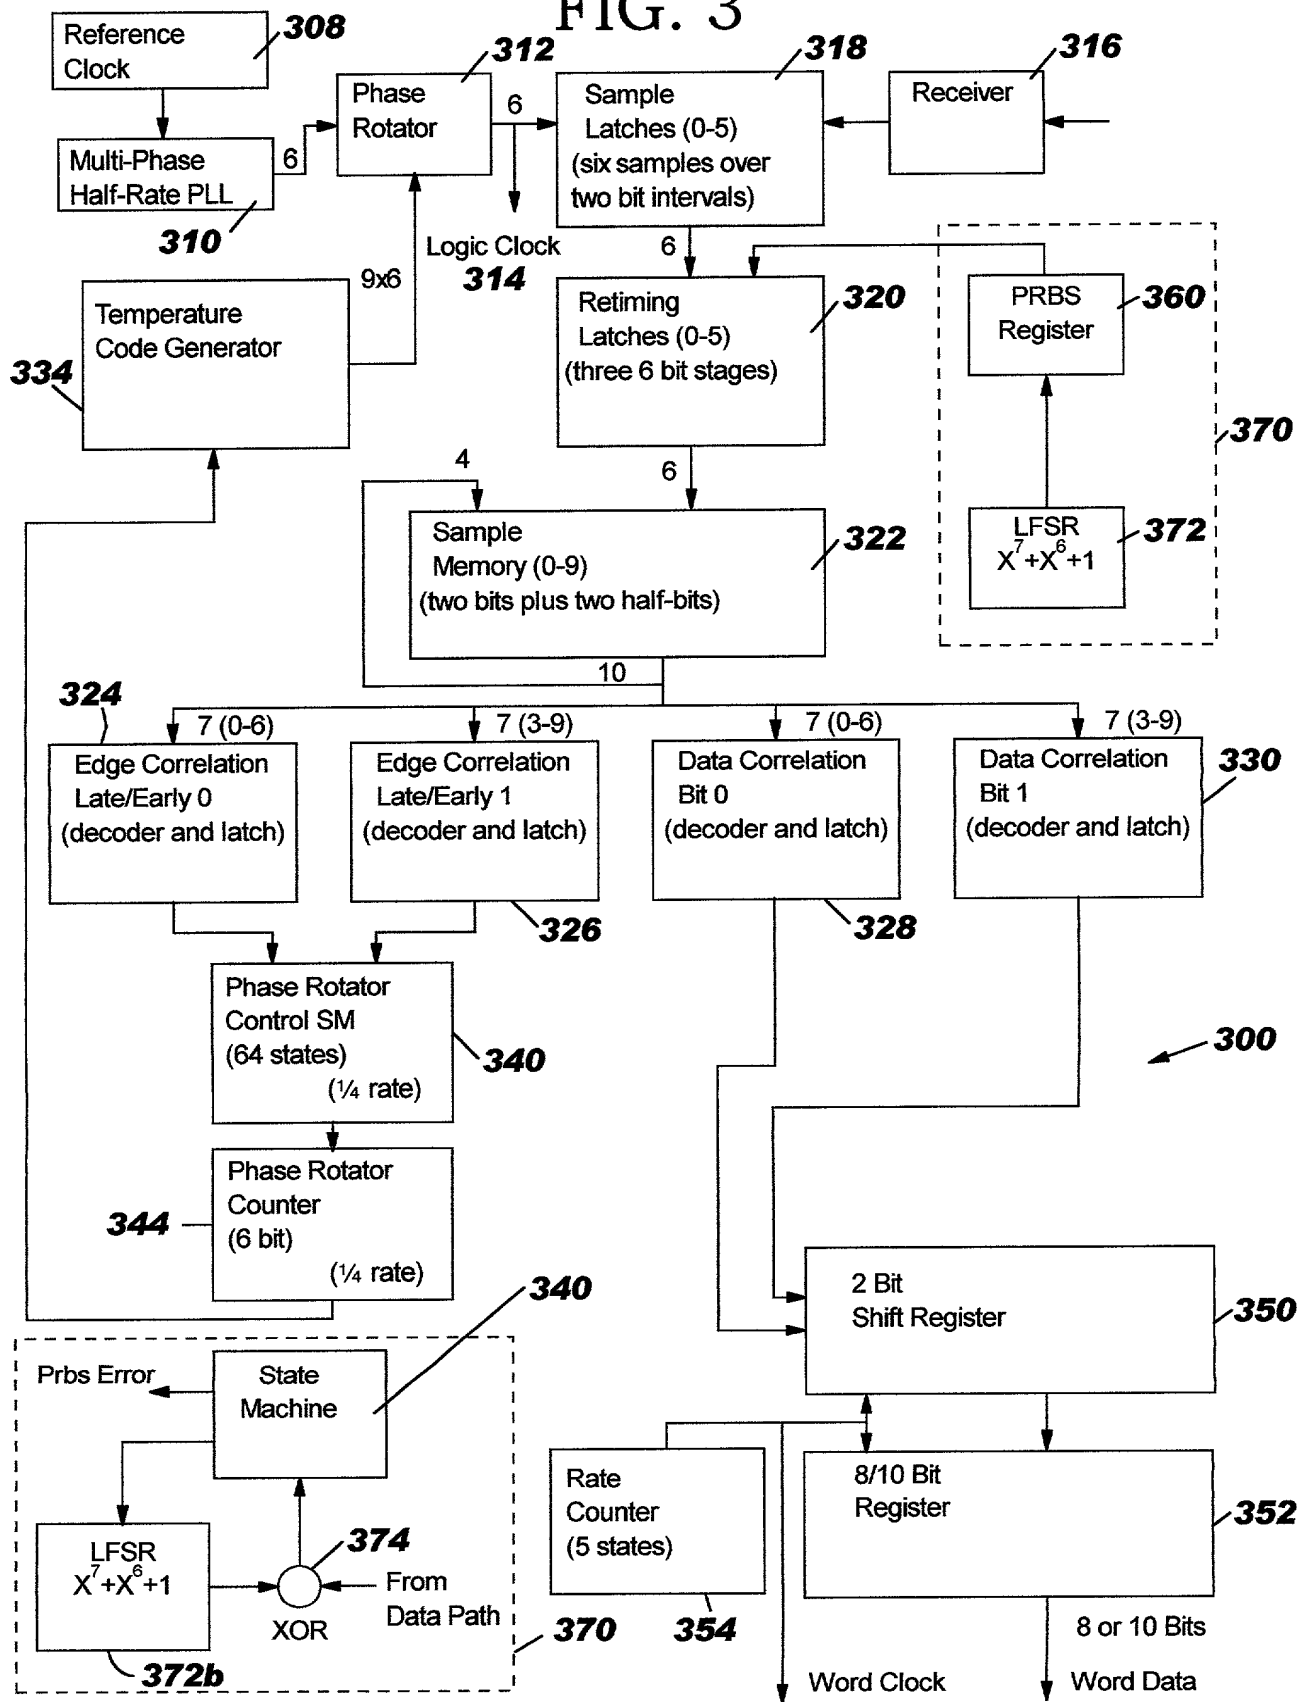 FIG. 3
Reference
Clock
308
Multi-Phase
Half-Rate PLL
310
6
Phase
Rotator
312
6
Logic Clock
314
Sample
Latches (0-5)
(six samples over
two bit intervals)
318
Receiver
316
6
9x6
Temperature
Code Generator
334
Retiming
Latches (0-5)
(three 6 bit stages)
320
PRBS
Register
360
370
LFSR
X⁷+X⁶+1
372
4
6
Sample
Memory (0-9)
(two bits plus two half-bits)
322
10
324
7 (0-6)
7 (3-9)
7 (0-6)
7 (3-9)
Edge Correlation
Late/Early 0
(decoder and latch)
Edge Correlation
Late/Early 1
(decoder and latch)
326
Data Correlation
Bit 0
(decoder and latch)
328
Data Correlation
Bit 1
(decoder and latch)
330
Phase Rotator
Control SM
(64 states)
(¼ rate)
340
300
Phase Rotator
Counter
(6 bit)
(¼ rate)
344
2 Bit
Shift Register
350
340
Prbs Error
State
Machine
LFSR
X⁷+X⁶+1
372b
374
XOR
From
Data Path
370
Rate
Counter
(5 states)
354
8/10 Bit
Register
352
8 or 10 Bits
Word Clock
Word Data